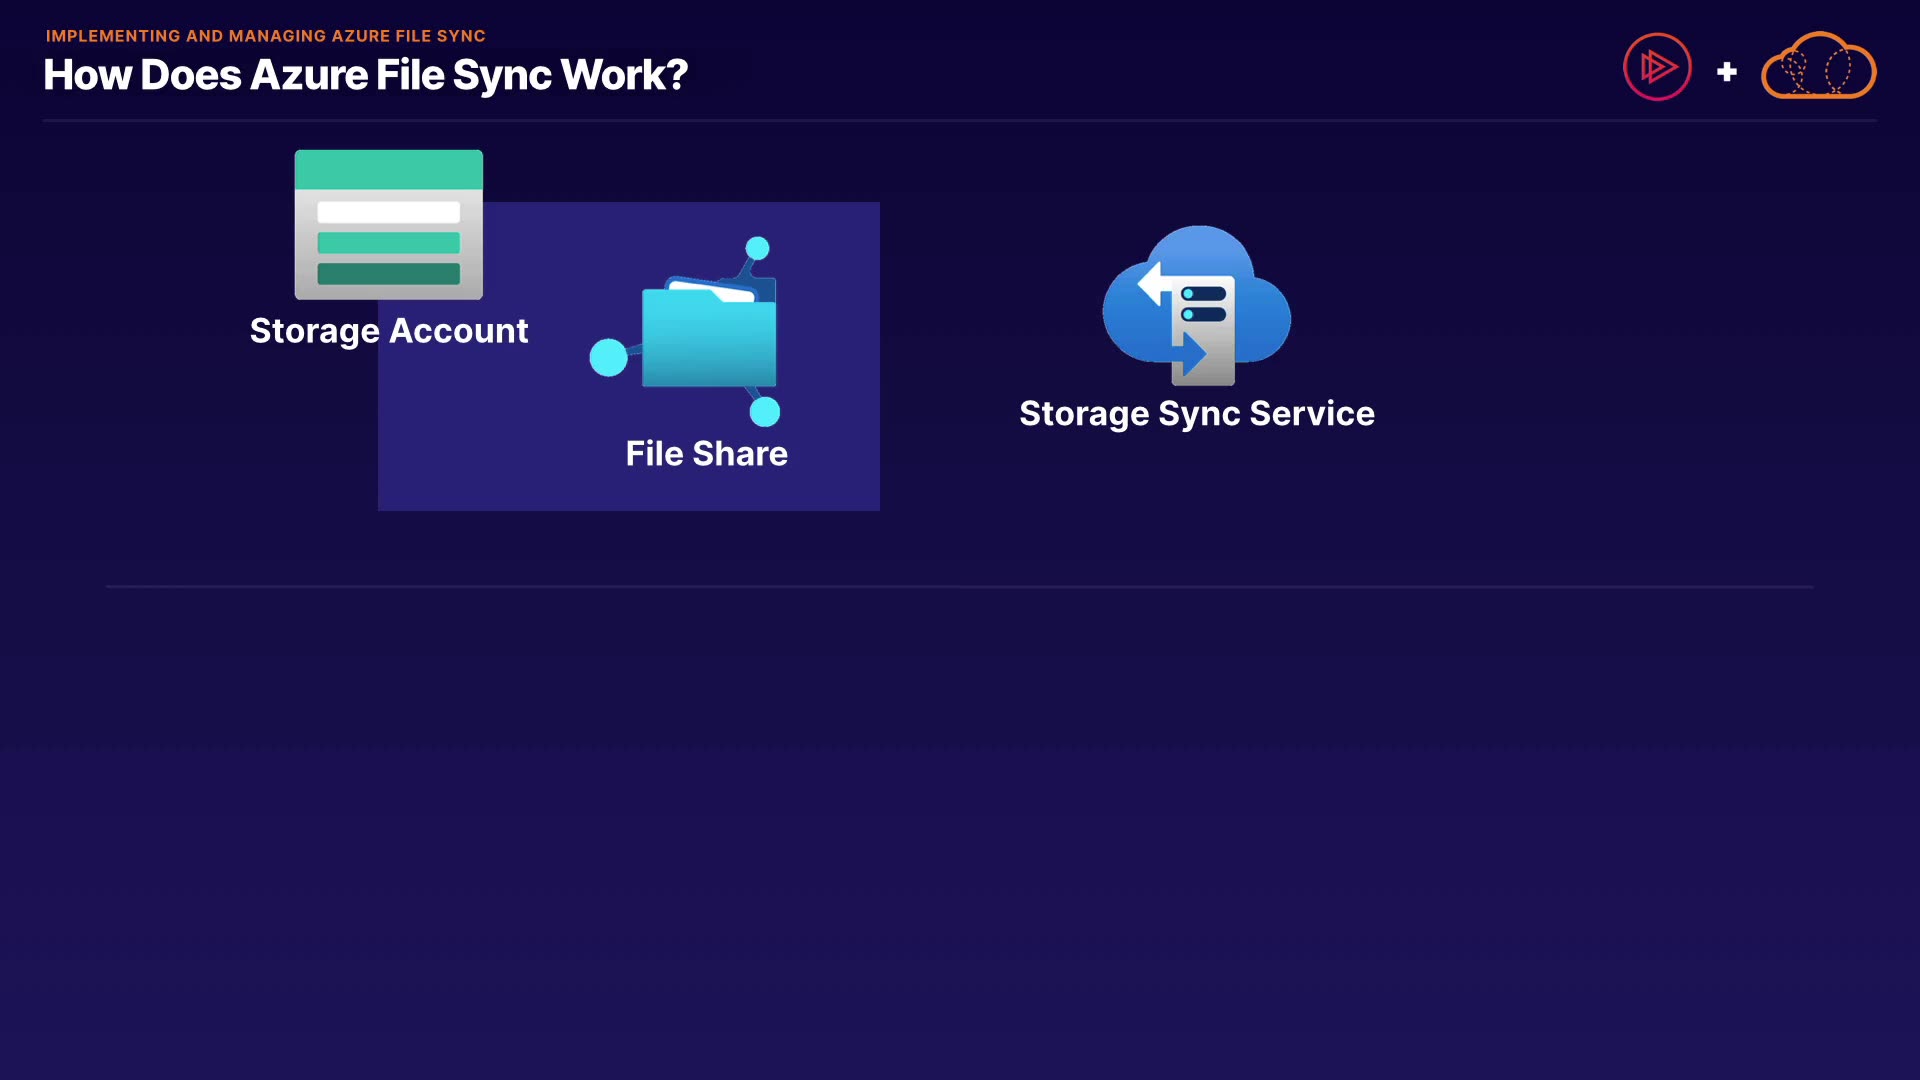 IMPLEMENTING AND MANAGING AZURE FILE SYNC
How Does Azure File Sync Work?
Storage Account
File Share
Storage Sync Service